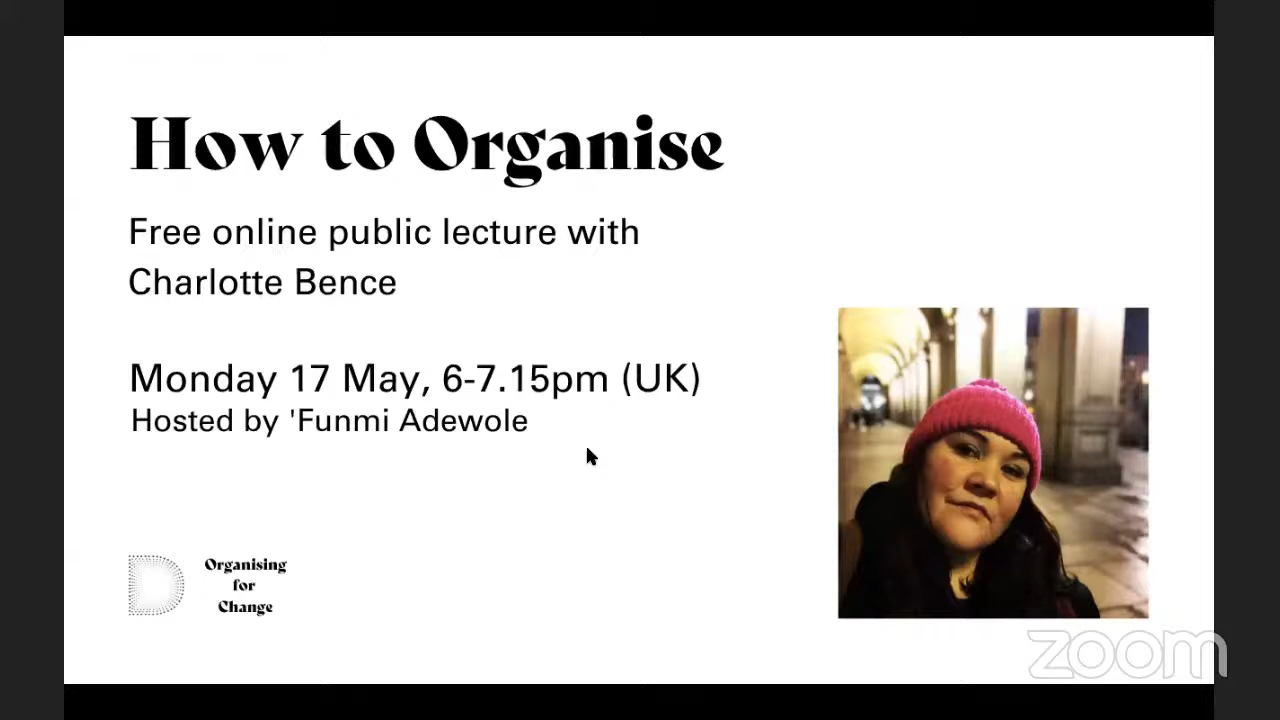 How to Organise
Free online public lecture with
Charlotte Bence
Monday 17 May, 6-7.15pm (UK)
Hosted by 'Funmi Adewole
D
Organising
for
Change
zoom